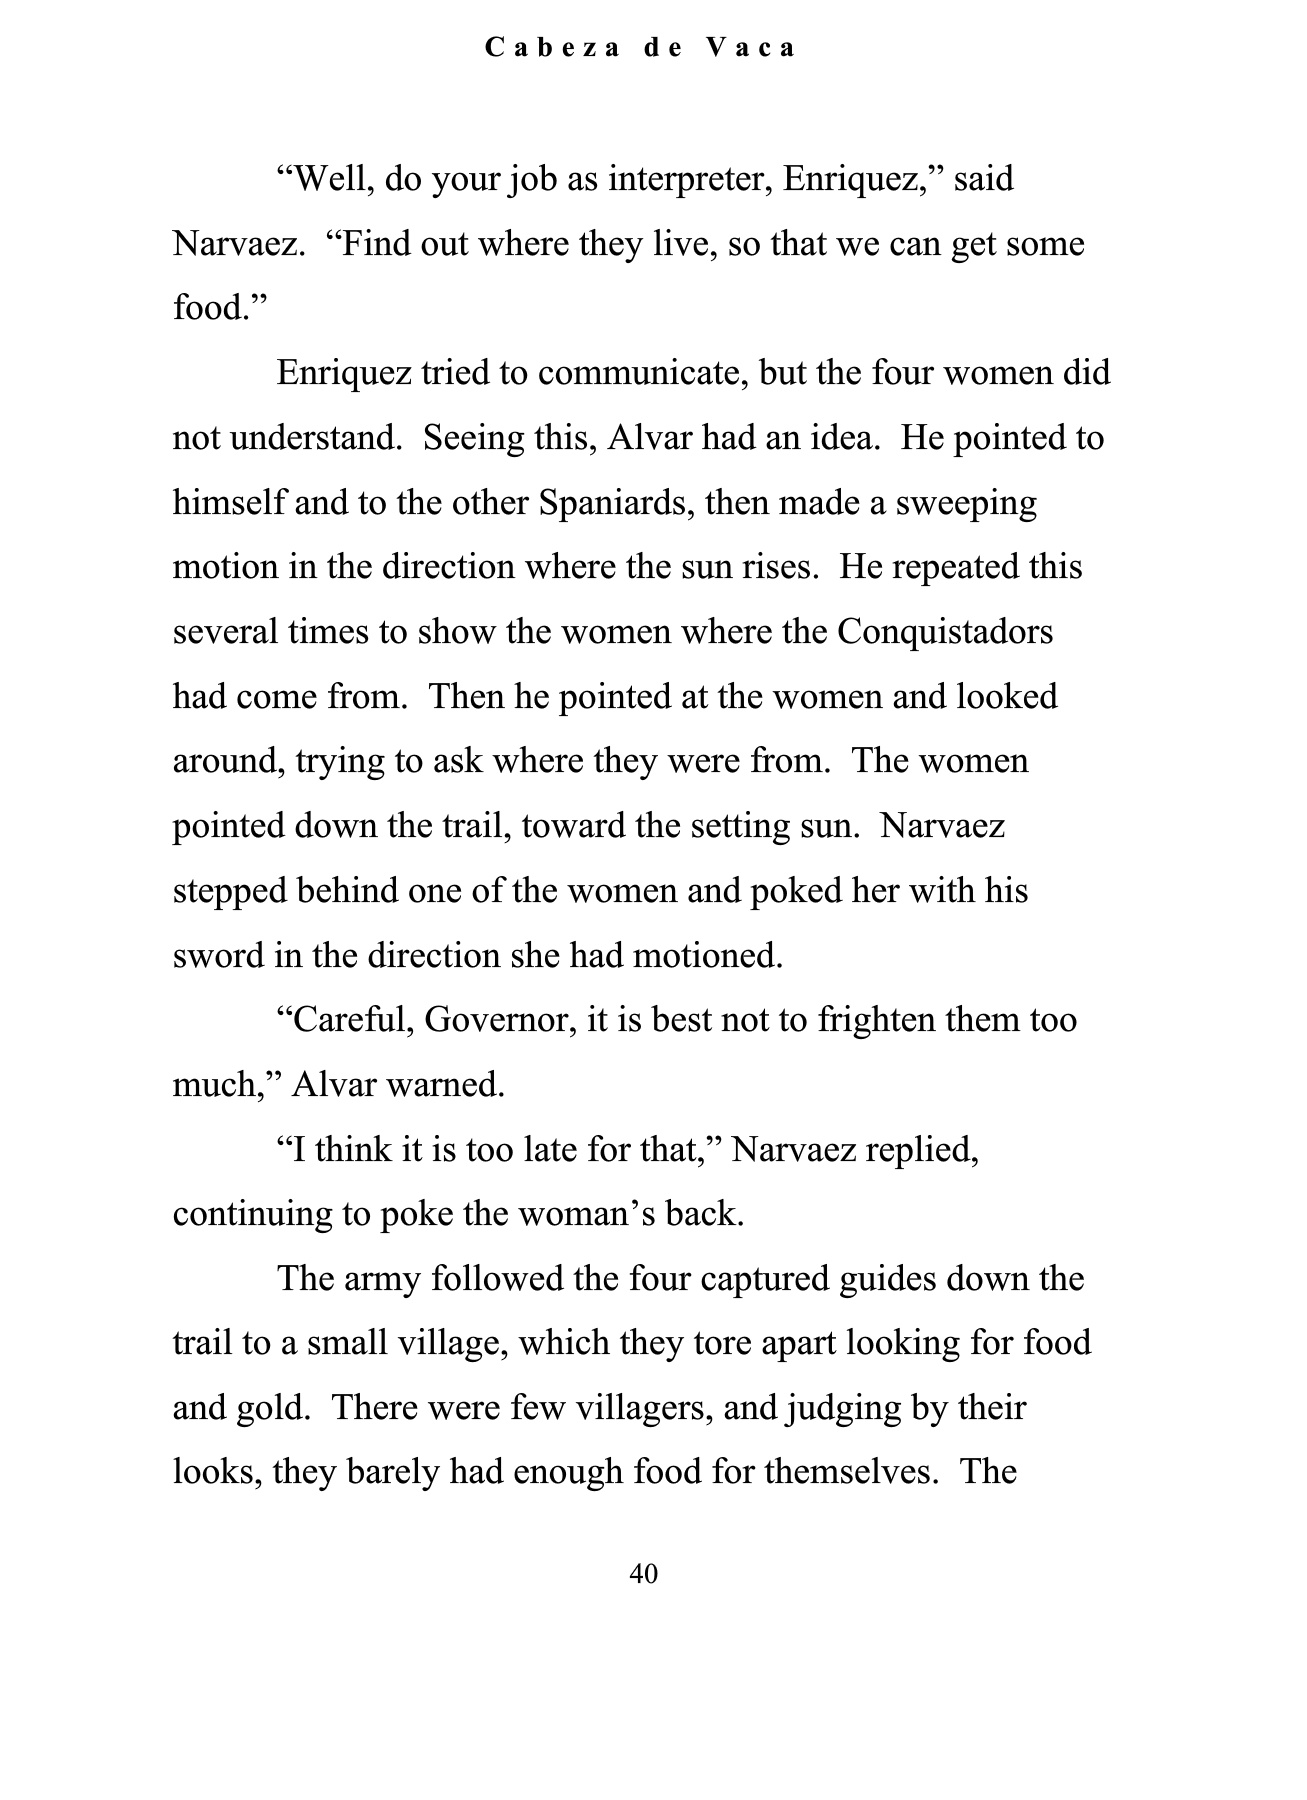 Cabeza de Vaca
“Well, do your job as interpreter, Enriquez,” said
Narvaez.  “Find out where they live, so that we can get some
food.”
Enriquez tried to communicate, but the four women did
not understand.  Seeing this, Alvar had an idea.  He pointed to
himself and to the other Spaniards, then made a sweeping
motion in the direction where the sun rises.  He repeated this
several times to show the women where the Conquistadors
had come from.  Then he pointed at the women and looked
around, trying to ask where they were from.  The women
pointed down the trail, toward the setting sun.  Narvaez
stepped behind one of the women and poked her with his
sword in the direction she had motioned.
“Careful, Governor, it is best not to frighten them too
much,” Alvar warned.
“I think it is too late for that,” Narvaez replied,
continuing to poke the woman’s back.
The army followed the four captured guides down the
trail to a small village, which they tore apart looking for food
and gold.  There were few villagers, and judging by their
looks, they barely had enough food for themselves.  The
40